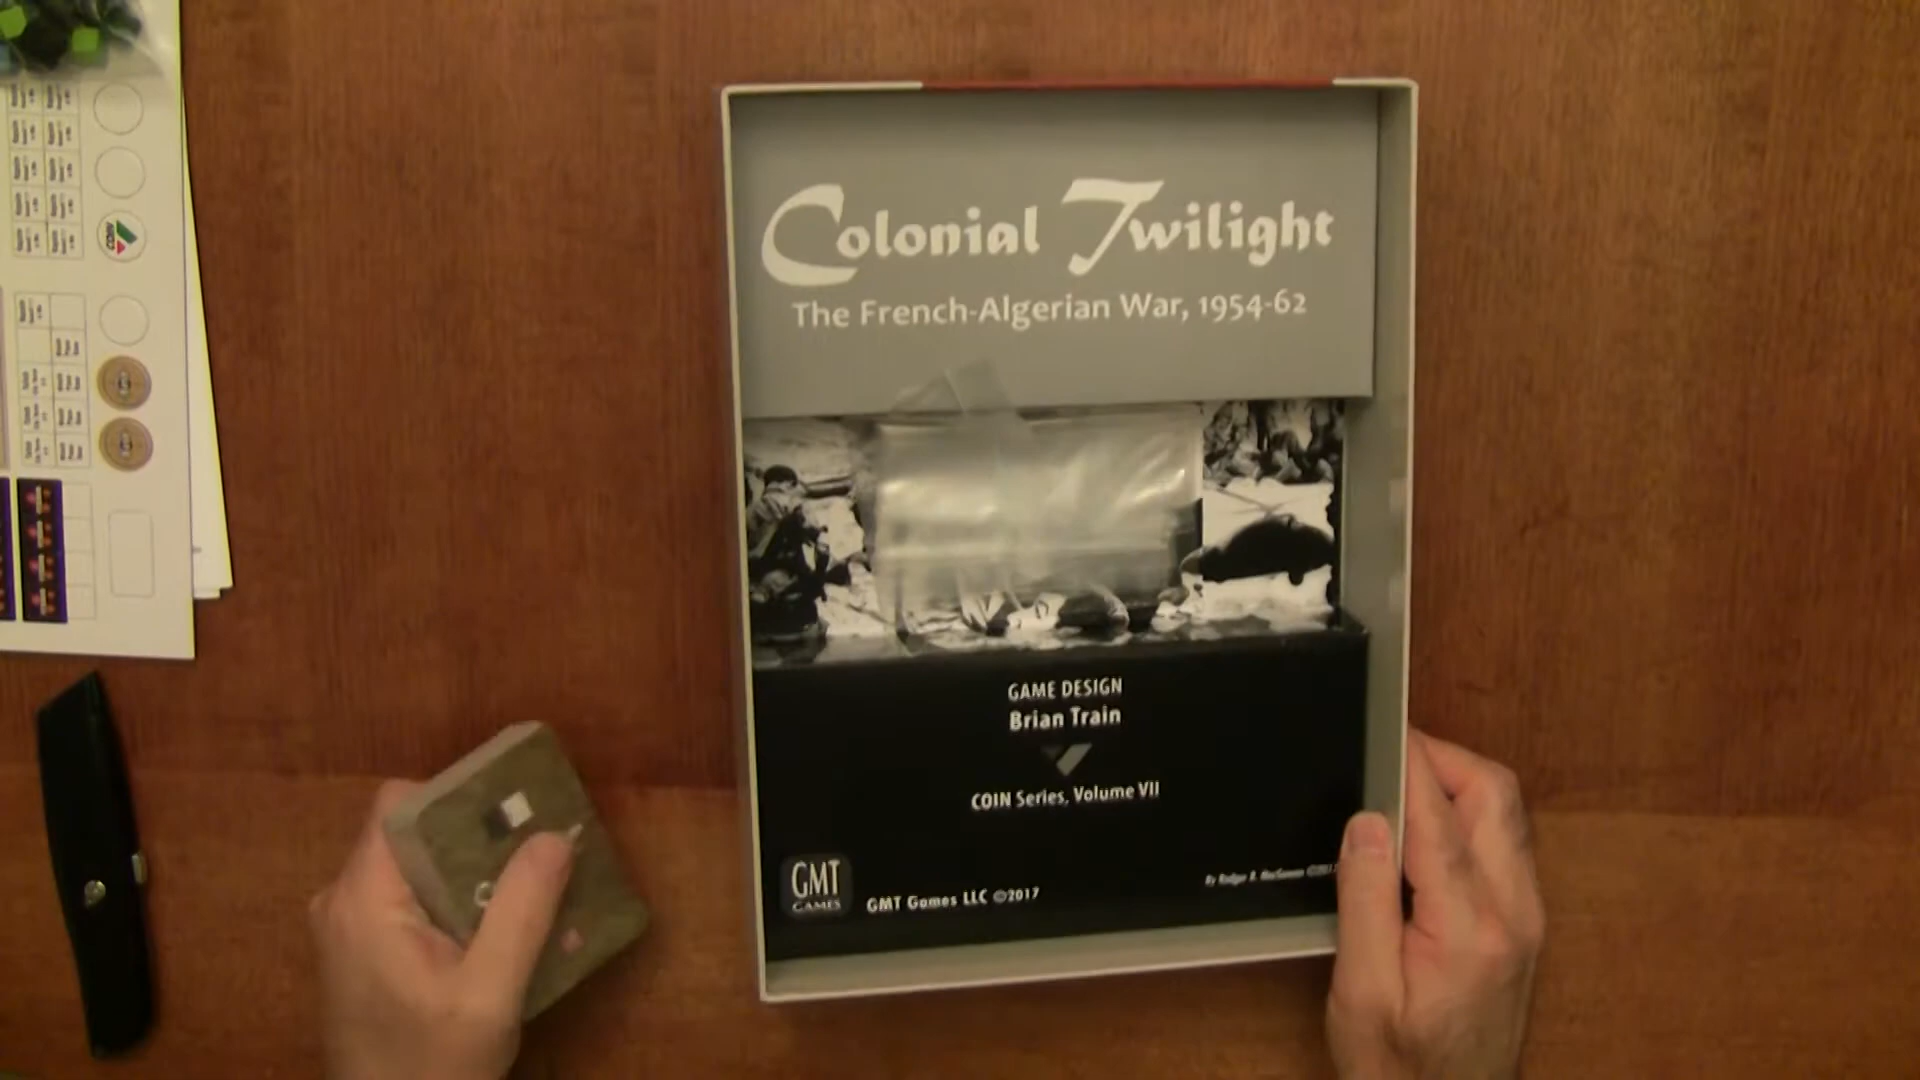 Colonial Twilight
The French-Algerian War, 1954-62
GAME DESIGN
Brian Train
COIN Series, Volume VII
GMT
GAMES
GMT Games LLC ©2017
COIN